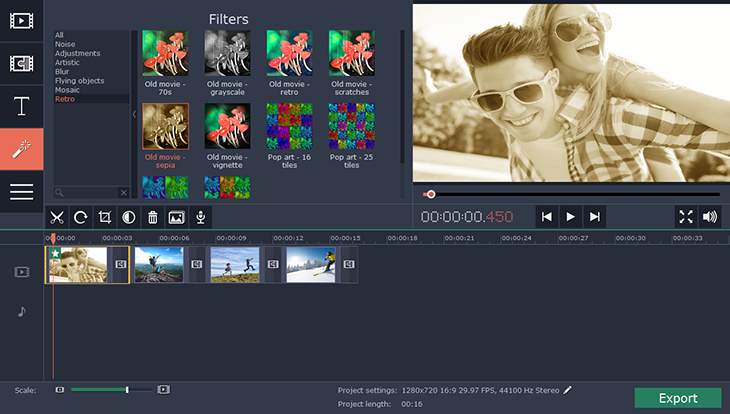 Filters
All
Noise
Adjustments
Artistic
Blur
Flying objects
Mosaic
Retro
Old movie -
70s
Old movie -
grayscale
Old movie -
retro
Old movie -
scratches
Old movie -
sepia
Old movie -
vignette
Pop art - 16
tiles
Pop art - 25
tiles
T
00:00:00.450
00:00:00 00:00:03 00:00:06 00:00:09 00:00:12 00:00:15 00:00:18 00:00:21 00:00:24 00:00:27 00:00:30 00:00:33
Scale:
Project settings: 1280x720 16:9 29.97 FPS, 44100 Hz Stereo
Project length: 00:16
Export